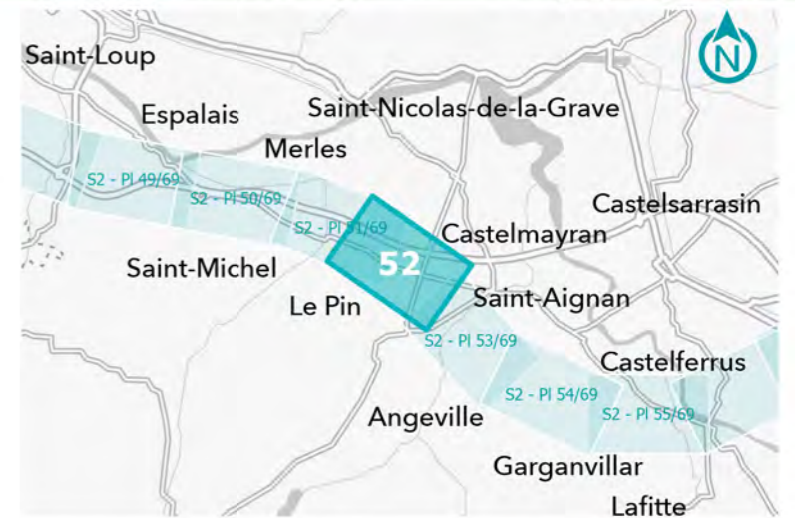 N
Saint-Loup
Espalais
Saint-Nicolas-de-la-Grave
Merles
S2 - Pl 49/69
S2 - Pl 50/69
Castelsarrasin
S2 - Pl 51/69
Castelmayran
52
Saint-Michel
Le Pin
Saint-Aignan
S2 - Pl 53/69
Castelferrus
S2 - Pl 54/69
S2 - Pl 55/69
Angeville
Garganvillar
Lafitte